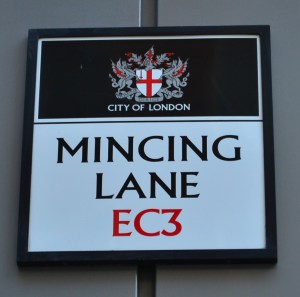 CITY OF LONDON
MINCING
LANE
EC3